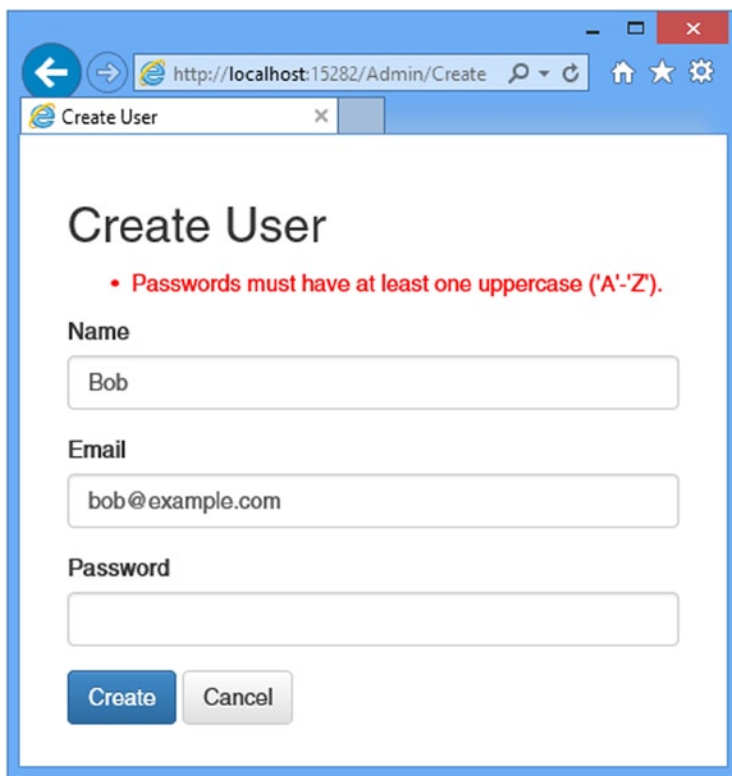 http://localhost:15282/Admin/Create
Create User
Create User
• Passwords must have at least one uppercase ('A'-'Z').
Name
Bob
Email
bob@example.com
Password
Create Cancel